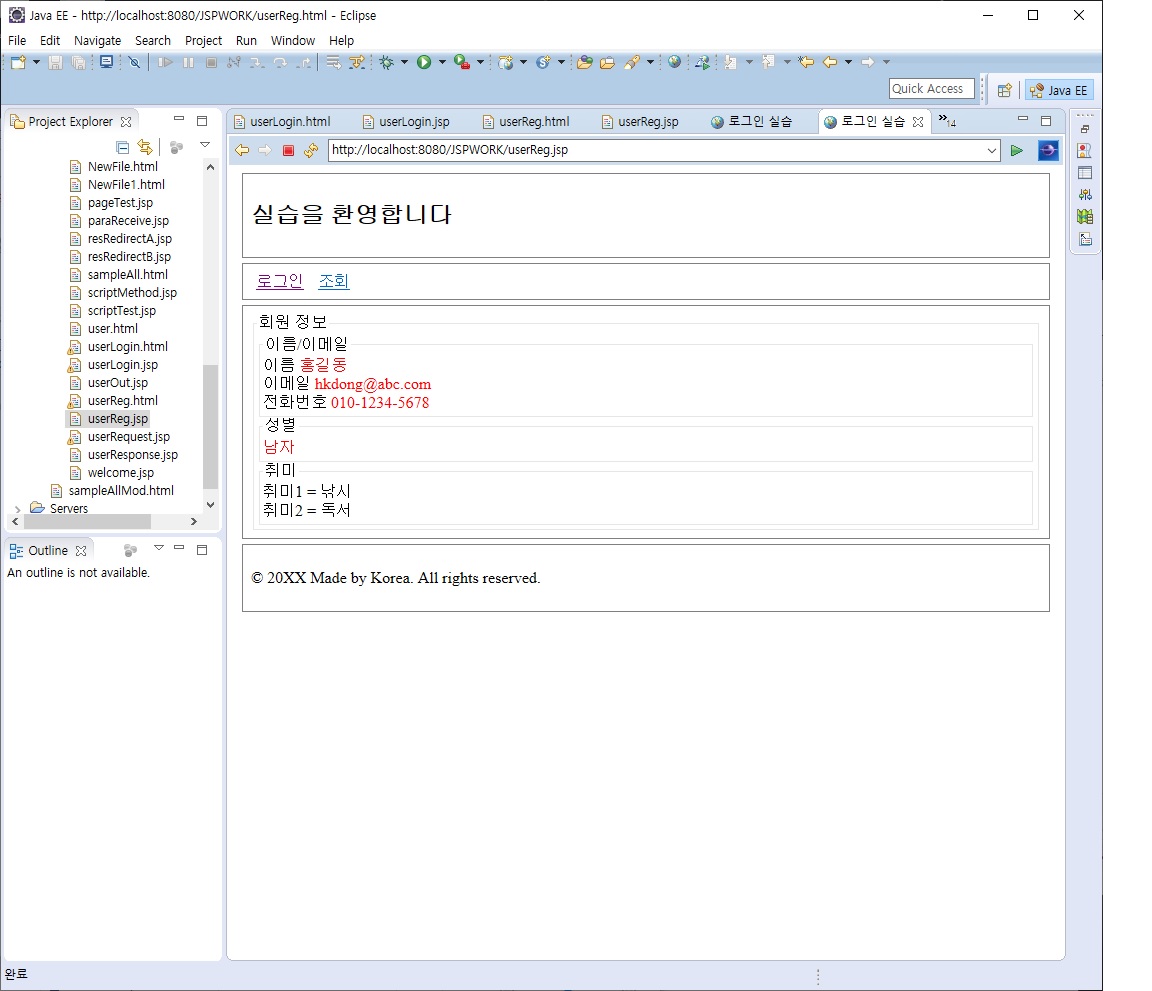 Java EE - http://localhost:8080/JSPWORK/userReg.html - Eclipse
File Edit Navigate Search Project Run Window Help
Quick Access
Java EE
Project Explorer
NewFile.html
NewFile1.html
pageTest.jsp
paraReceive.jsp
resRedirectA.jsp
resRedirectB.jsp
sampleAll.html
scriptMethod.jsp
scriptTest.jsp
user.html
userLogin.html
userLogin.jsp
userOut.jsp
userReg.html
userReg.jsp
userRequest.jsp
userResponse.jsp
welcome.jsp
sampleAllMod.html
Servers
Outline
An outline is not available.
userLogin.html userLogin.jsp userReg.html userReg.jsp 로그인 실습 로그인 실습 »14
http://localhost:8080/JSPWORK/userReg.jsp
실습을 환영합니다
로그인 조회
회원 정보
이름/이메일
이름 홍길동
이메일 hkdong@abc.com
전화번호 010-1234-5678
성별
남자
취미
취미1 = 낚시
취미2 = 독서
© 20XX Made by Korea. All rights reserved.
완료